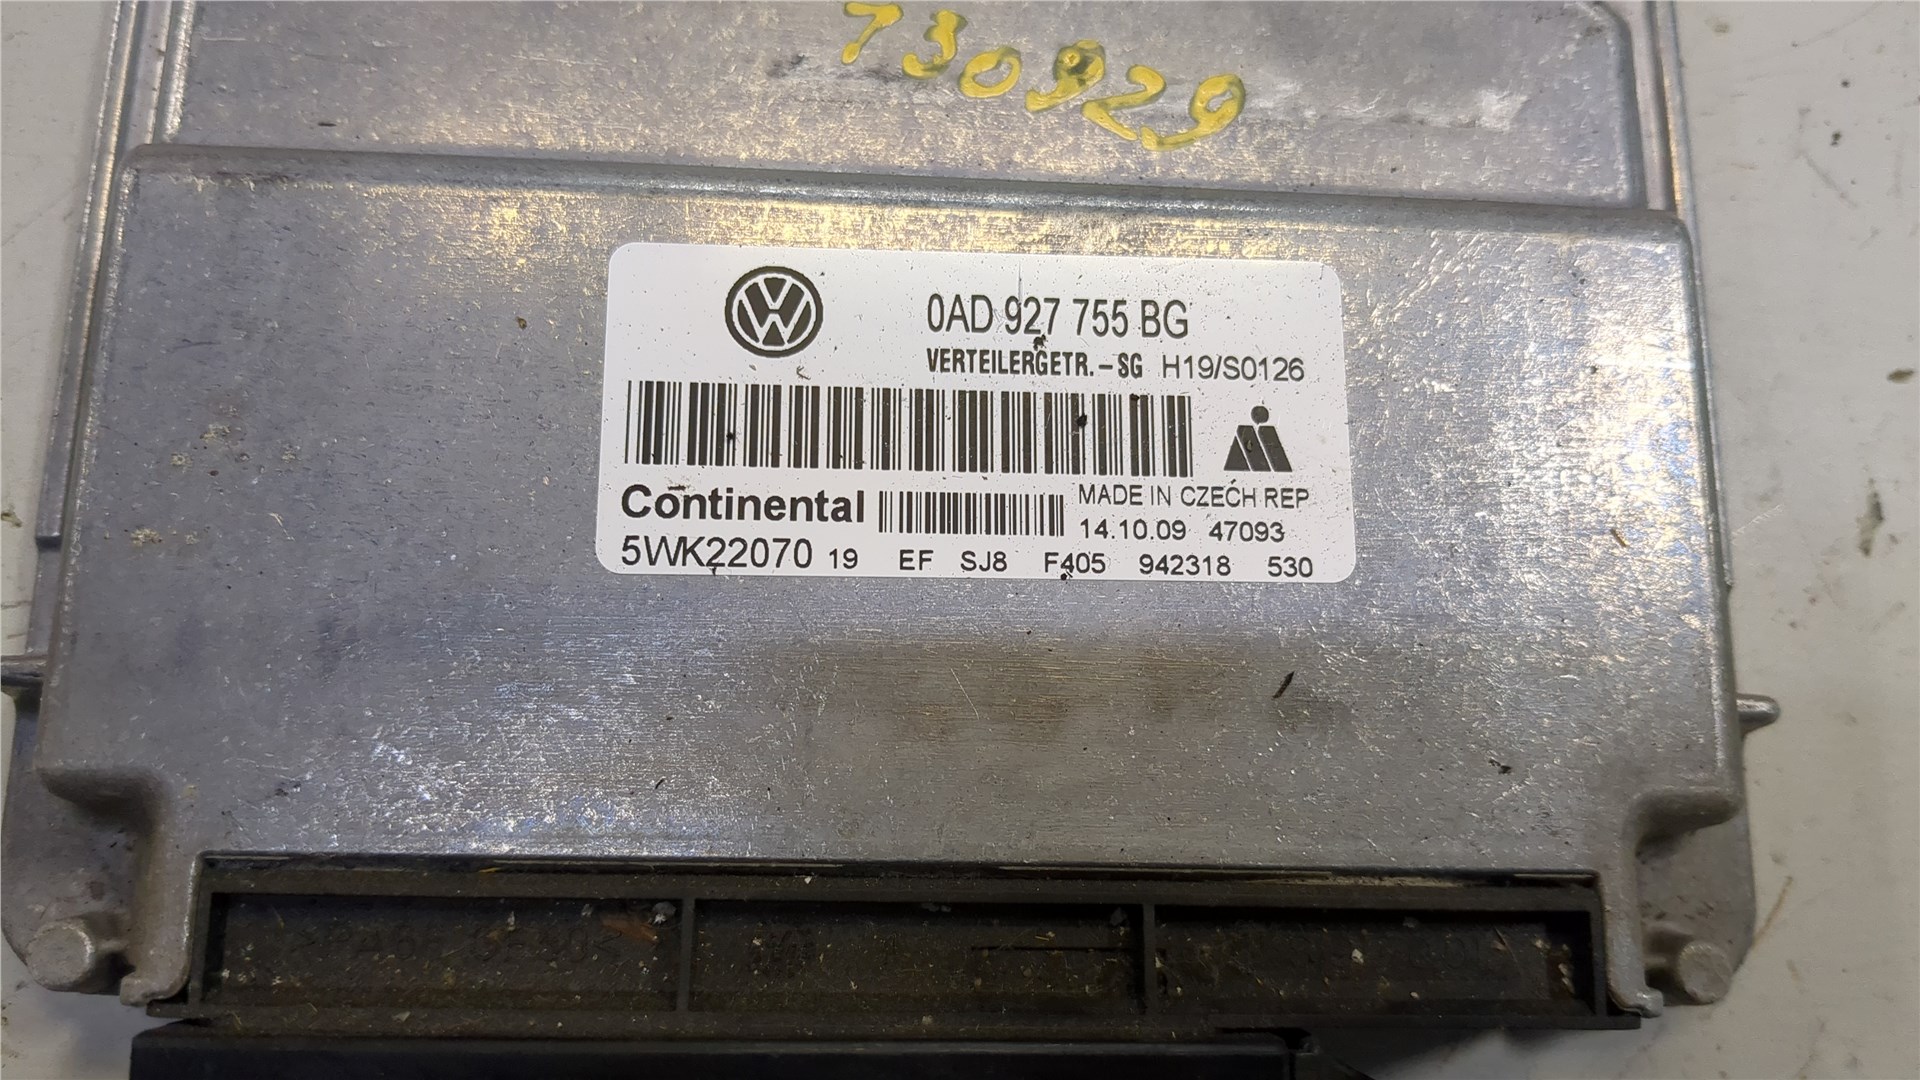 730929
0AD 927 755 BG
VERTEILERGETR.-SG H19/S0126
Continental
MADE IN CZECH REP
14.10.09 47093
5WK22070 19 EF SJ8 F405 942318 530